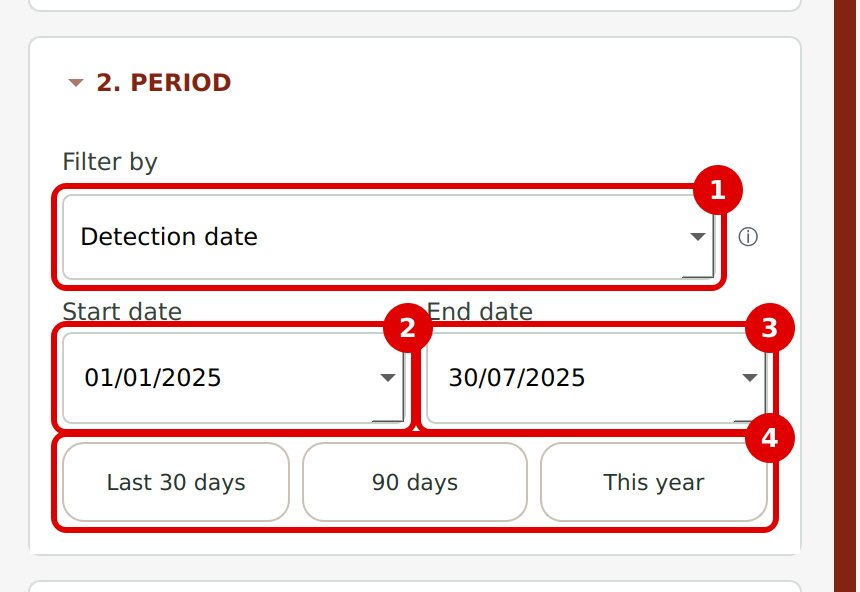 2. PERIOD
Filter by
1
Detection date
ⓘ
Start date
2
End date
3
01/01/2025
30/07/2025
4
Last 30 days
90 days
This year